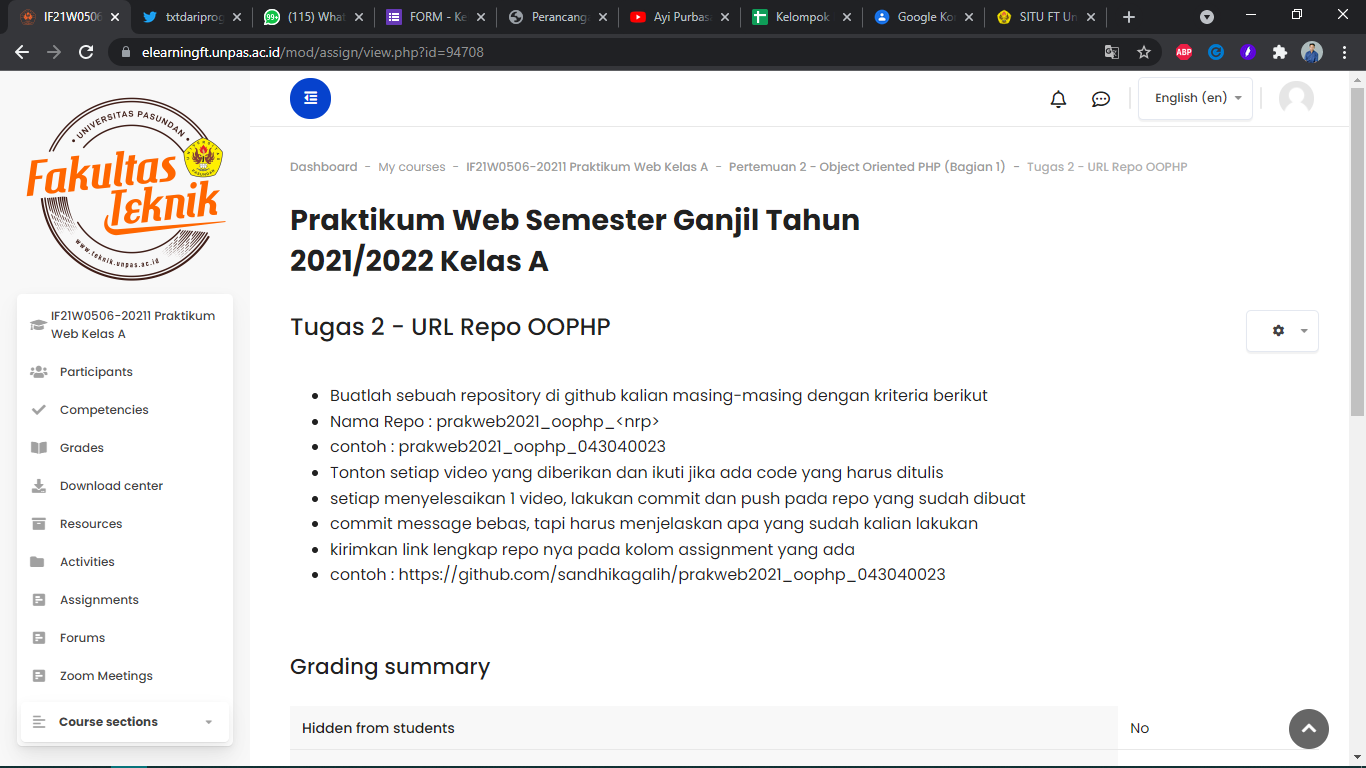 IF21W0506
txtdariprog
(115) What
FORM - Ke
Perancanga
Ayi Purbasa
Kelompok
Google Kon
SITU FT Un
elearningft.unpas.ac.id/mod/assign/view.php?id=94708
ABP
UNIVERSITAS PASUNDAN
Fakultas
Teknik
www.teknik.unpas.ac.id
English (en)
Dashboard - My courses - IF21W0506-20211 Praktikum Web Kelas A - Pertemuan 2 - Object Oriented PHP (Bagian 1) - Tugas 2 - URL Repo OOPHP
Praktikum Web Semester Ganjil Tahun
2021/2022 Kelas A
IF21W0506-20211 Praktikum
Web Kelas A
Participants
Competencies
Grades
Download center
Resources
Activities
Assignments
Forums
Zoom Meetings
Course sections
Tugas 2 - URL Repo OOPHP
• Buatlah sebuah repository di github kalian masing-masing dengan kriteria berikut
• Nama Repo : prakweb2021_oophp_<nrp>
• contoh : prakweb2021_oophp_043040023
• Tonton setiap video yang diberikan dan ikuti jika ada code yang harus ditulis
• setiap menyelesaikan 1 video, lakukan commit dan push pada repo yang sudah dibuat
• commit message bebas, tapi harus menjelaskan apa yang sudah kalian lakukan
• kirimkan link lengkap repo nya pada kolom assignment yang ada
• contoh : https://github.com/sandhikagalih/prakweb2021_oophp_043040023
Grading summary
Hidden from students No